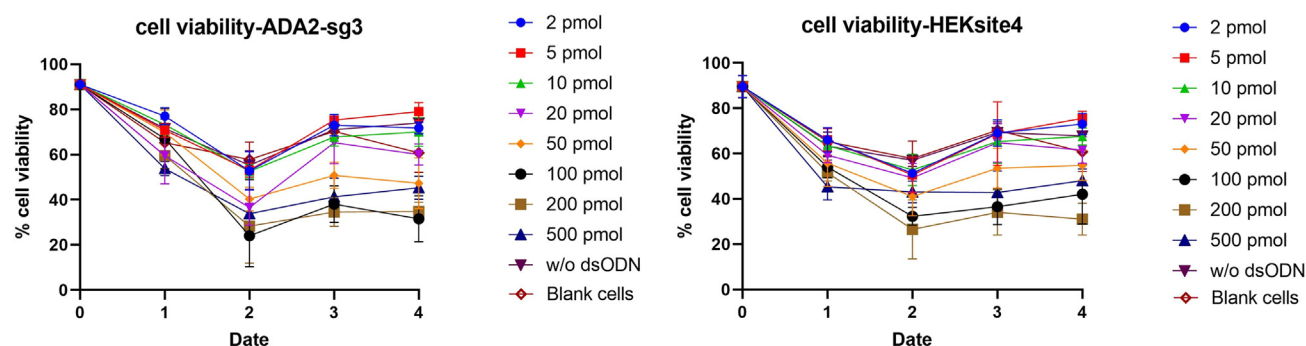 cell viability-ADA2-sg3
% cell viability
100
80
60
40
20
0
0 1 2 3 4
Date
2 pmol
5 pmol
10 pmol
20 pmol
50 pmol
100 pmol
200 pmol
500 pmol
w/o dsODN
Blank cells
cell viability-HEKsite4
% cell viability
100
80
60
40
20
0
0 1 2 3 4
Date
2 pmol
5 pmol
10 pmol
20 pmol
50 pmol
100 pmol
200 pmol
500 pmol
w/o dsODN
Blank cells